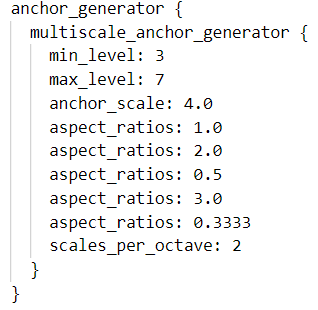 anchor_generator {
multiscale_anchor_generator {
min_level: 3
max_level: 7
anchor_scale: 4.0
aspect_ratios: 1.0
aspect_ratios: 2.0
aspect_ratios: 0.5
aspect_ratios: 3.0
aspect_ratios: 0.3333
scales_per_octave: 2
}
}